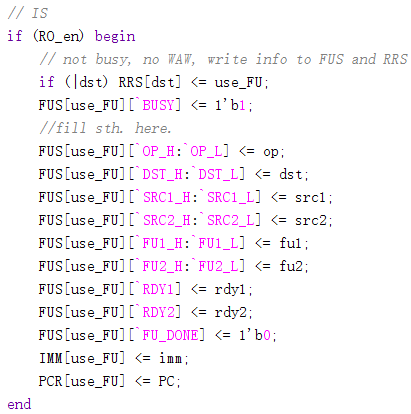 // IS
if (RO_en) begin
// not busy, no WAW, write info to FUS and RRS
if (|dst) RRS[dst] <= use_FU;
FUS[use_FU][`BUSY] <= 1'b1;
//fill sth. here.
FUS[use_FU][`OP_H:`OP_L] <= op;
FUS[use_FU][`DST_H:`DST_L] <= dst;
FUS[use_FU][`SRC1_H:`SRC1_L] <= src1;
FUS[use_FU][`SRC2_H:`SRC2_L] <= src2;
FUS[use_FU][`FU1_H:`FU1_L] <= fu1;
FUS[use_FU][`FU2_H:`FU2_L] <= fu2;
FUS[use_FU][`RDY1] <= rdy1;
FUS[use_FU][`RDY2] <= rdy2;
FUS[use_FU][`FU_DONE] <= 1'b0;
IMM[use_FU] <= imm;
PCR[use_FU] <= PC;
end